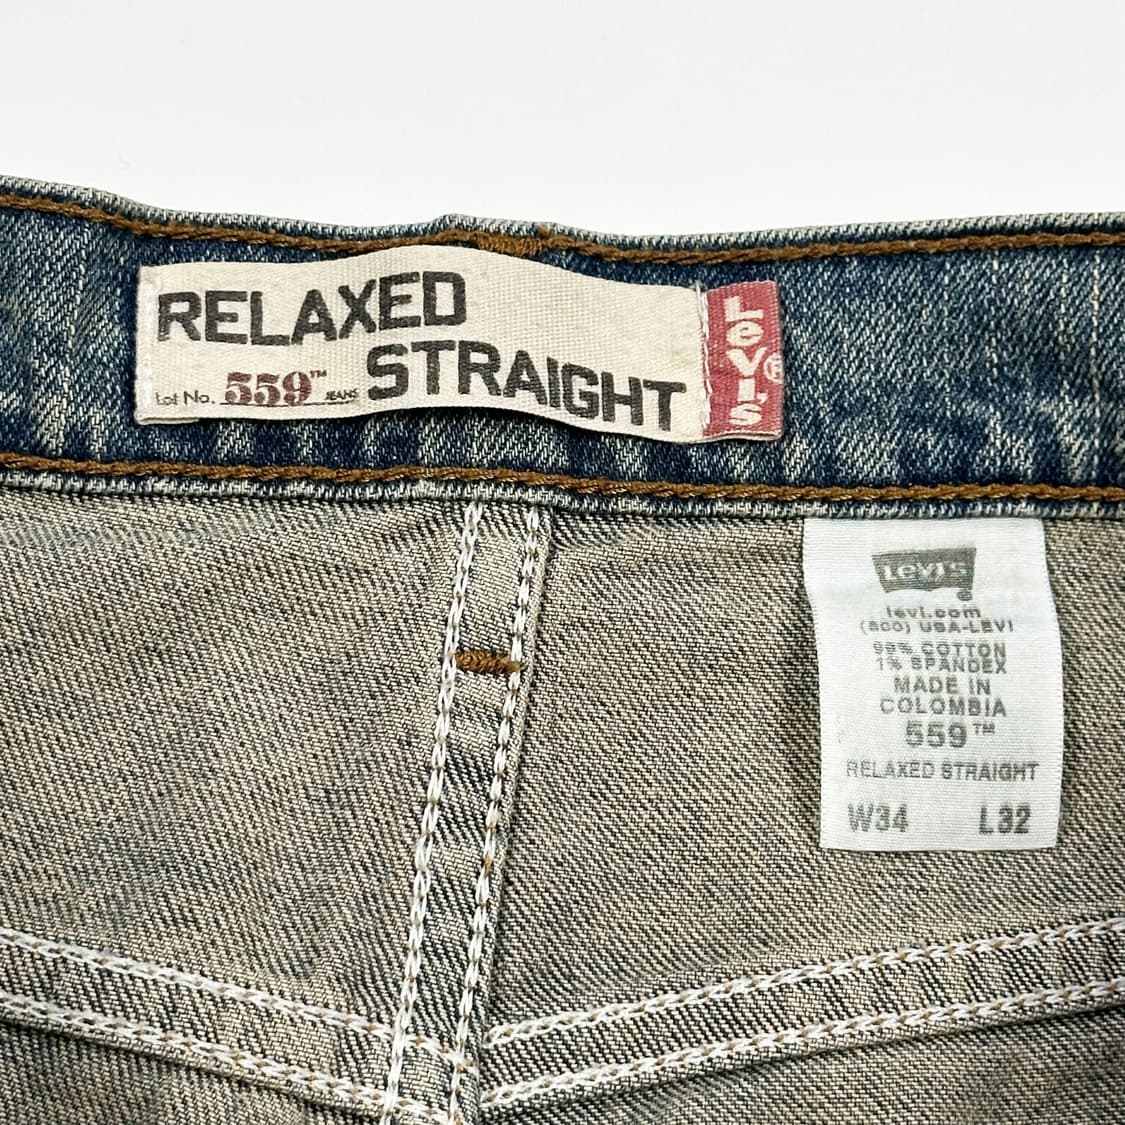 RELAXED
STRAIGHT
Lot No. 559™ JEANS
Levi's®
Levi's®
levi.com
(800) USA-LEVI
99% COTTON
1% SPANDEX
MADE IN
COLOMBIA
559™
RELAXED STRAIGHT
W34 L32